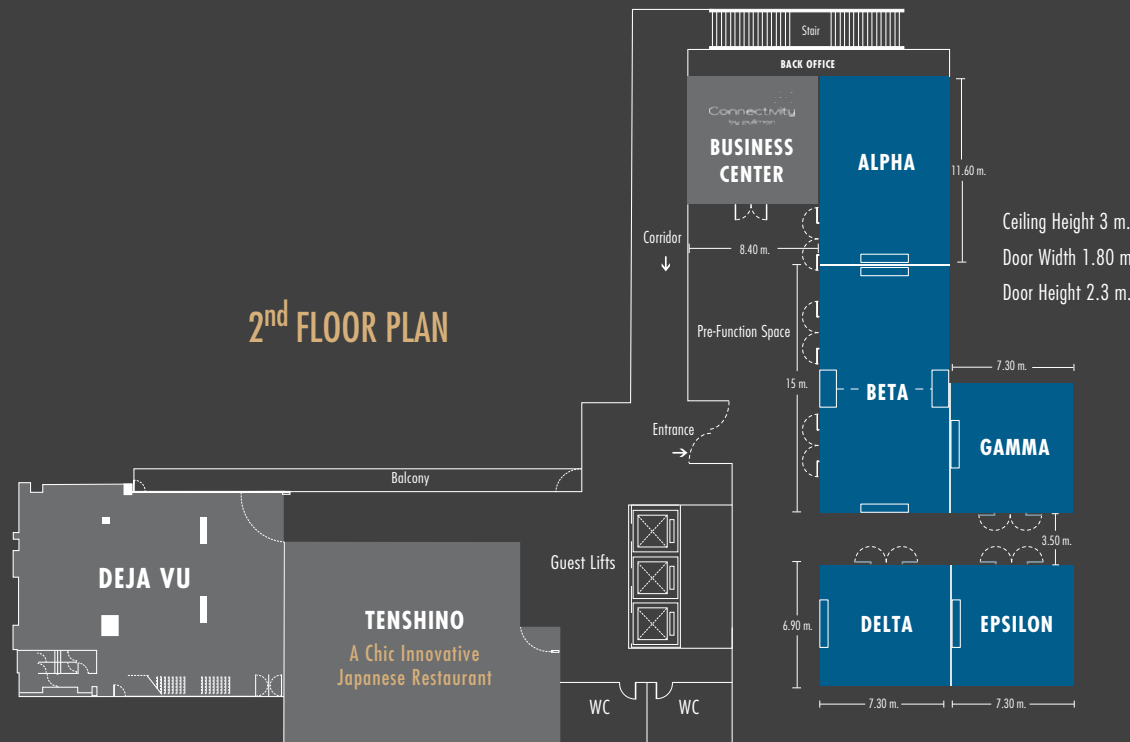 Stair
BACK OFFICE
Connectivity
by pullman
BUSINESS
CENTER
ALPHA
11.60 m.
Ceiling Height 3 m.
Door Width 1.80 m
Door Height 2.3 m.
Corridor
8.40 m.
2nd FLOOR PLAN
Pre-Function Space
15 m.
BETA
7.30 m.
GAMMA
Entrance
Balcony
3.50 m.
Guest Lifts
DEJA VU
TENSHINO
A Chic Innovative
Japanese Restaurant
6.90 m.
DELTA
EPSILON
WC
WC
7.30 m.
7.30 m.